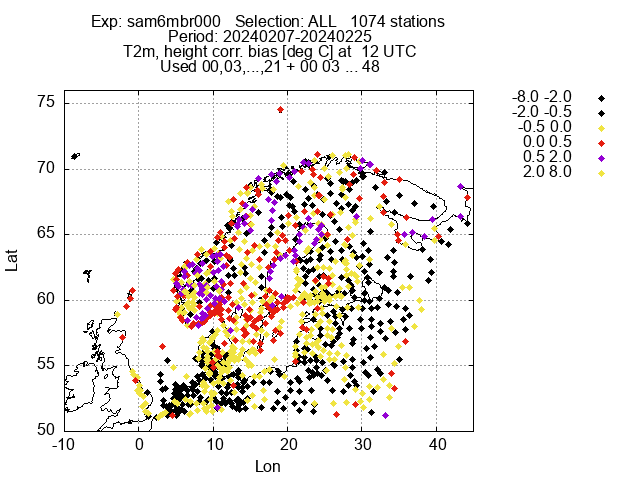 Exp: sam6mbr000   Selection: ALL   1074 stations
Period: 20240207-20240225
T2m, height corr. bias [deg C] at  12 UTC
Used 00,03,...,21 + 00 03 ... 48
-8.0 -2.0
-2.0 -0.5
-0.5 0.0
0.0 0.5
0.5 2.0
2.0 8.0
75
70
65
60
55
50
Lat
-10 0 10 20 30 40
Lon